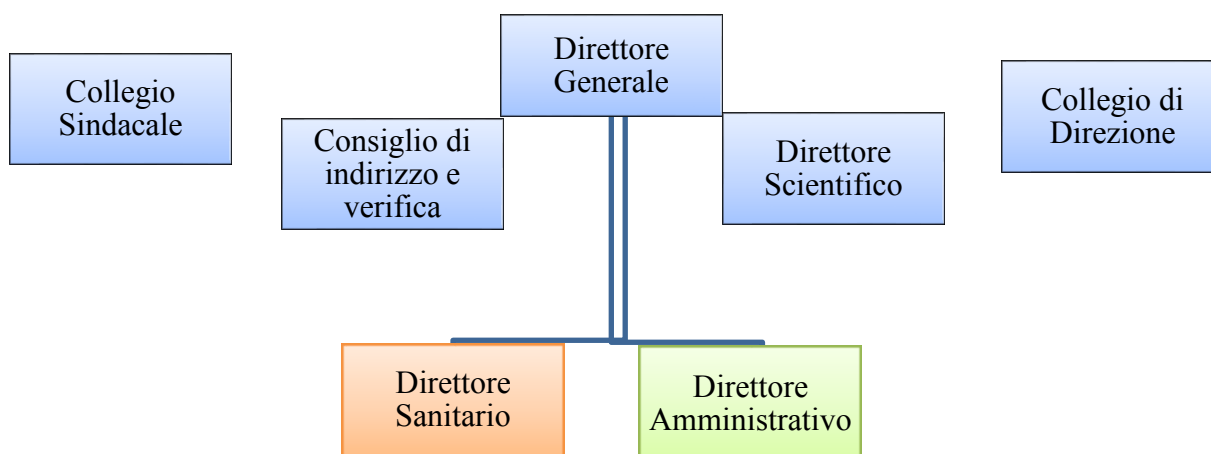 Direttore
Generale
Collegio
Sindacale
Collegio di
Direzione
Consiglio di
indirizzo e
verifica
Direttore
Scientifico
Direttore
Sanitario
Direttore
Amministrativo